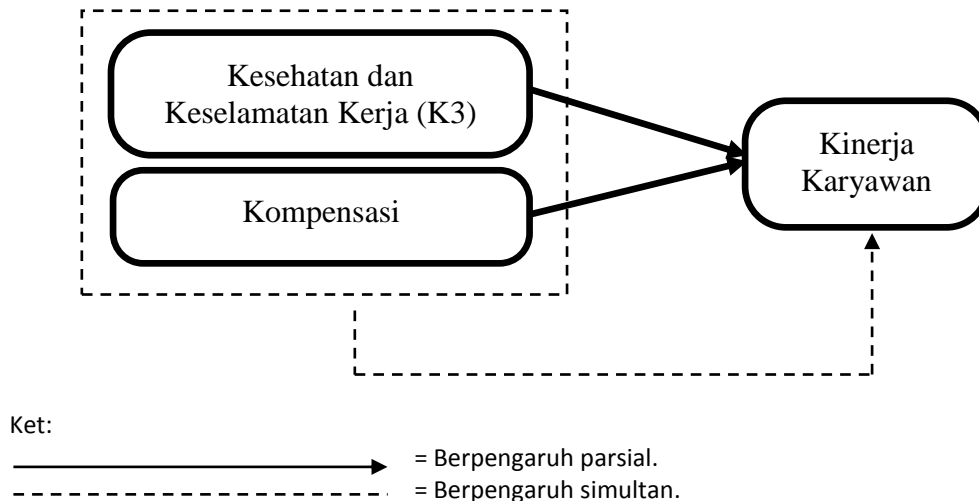 Kesehatan dan
Keselamatan Kerja (K3)
Kompensasi
Kinerja
Karyawan
Ket:
= Berpengaruh parsial.
= Berpengaruh simultan.